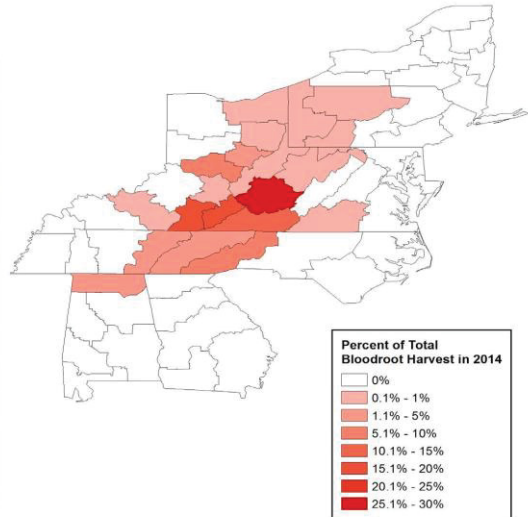 Percent of Total
Bloodroot Harvest in 2014
0%
0.1% - 1%
1.1% - 5%
5.1% - 10%
10.1% - 15%
15.1% - 20%
20.1% - 25%
25.1% - 30%